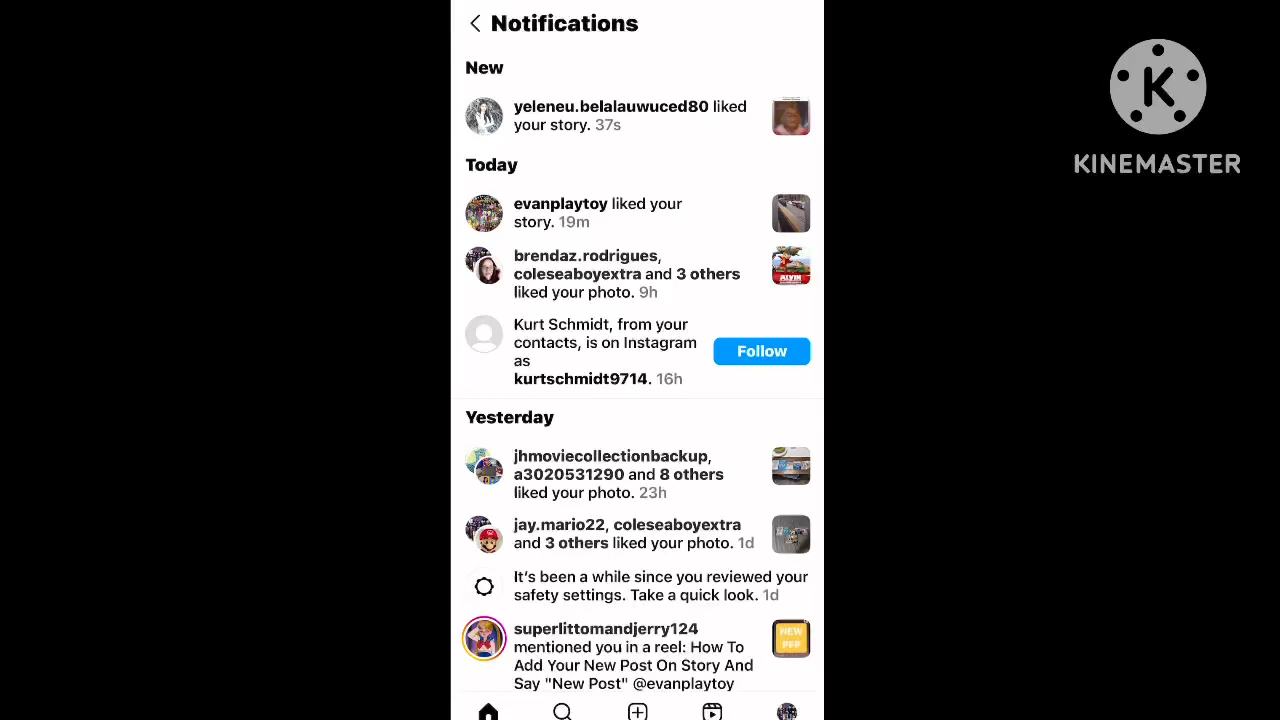 Notifications
New
yeleneu.belalauwuced80 liked
your story. 37s
Today
evanplaytoy liked your
story. 19m
brendaz.rodrigues,
coleseaboyextra and 3 others
liked your photo. 9h
ALVIN
Kurt Schmidt, from your
contacts, is on Instagram
as
kurtschmidt9714. 16h
Follow
Yesterday
jhmoviecollectionbackup,
a3020531290 and 8 others
liked your photo. 23h
jay.mario22, coleseaboyextra
and 3 others liked your photo. 1d
It’s been a while since you reviewed your
safety settings. Take a quick look. 1d
superlittomandjerry124
mentioned you in a reel: How To
Add Your New Post On Story And
Say "New Post" @evanplaytoy
NEW
PFP
K
KINEMASTER